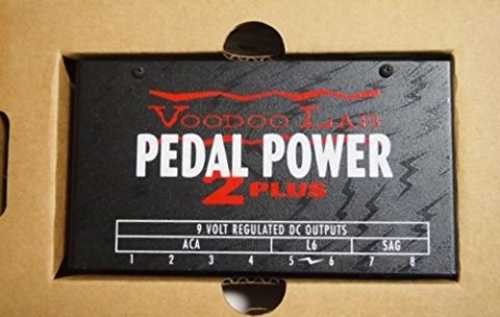 VOODOO LAB
PEDAL POWER
2 PLUS
9 VOLT REGULATED DC OUTPUTS
ACA L6 SAG
1 2 3 4 5 6 7 8